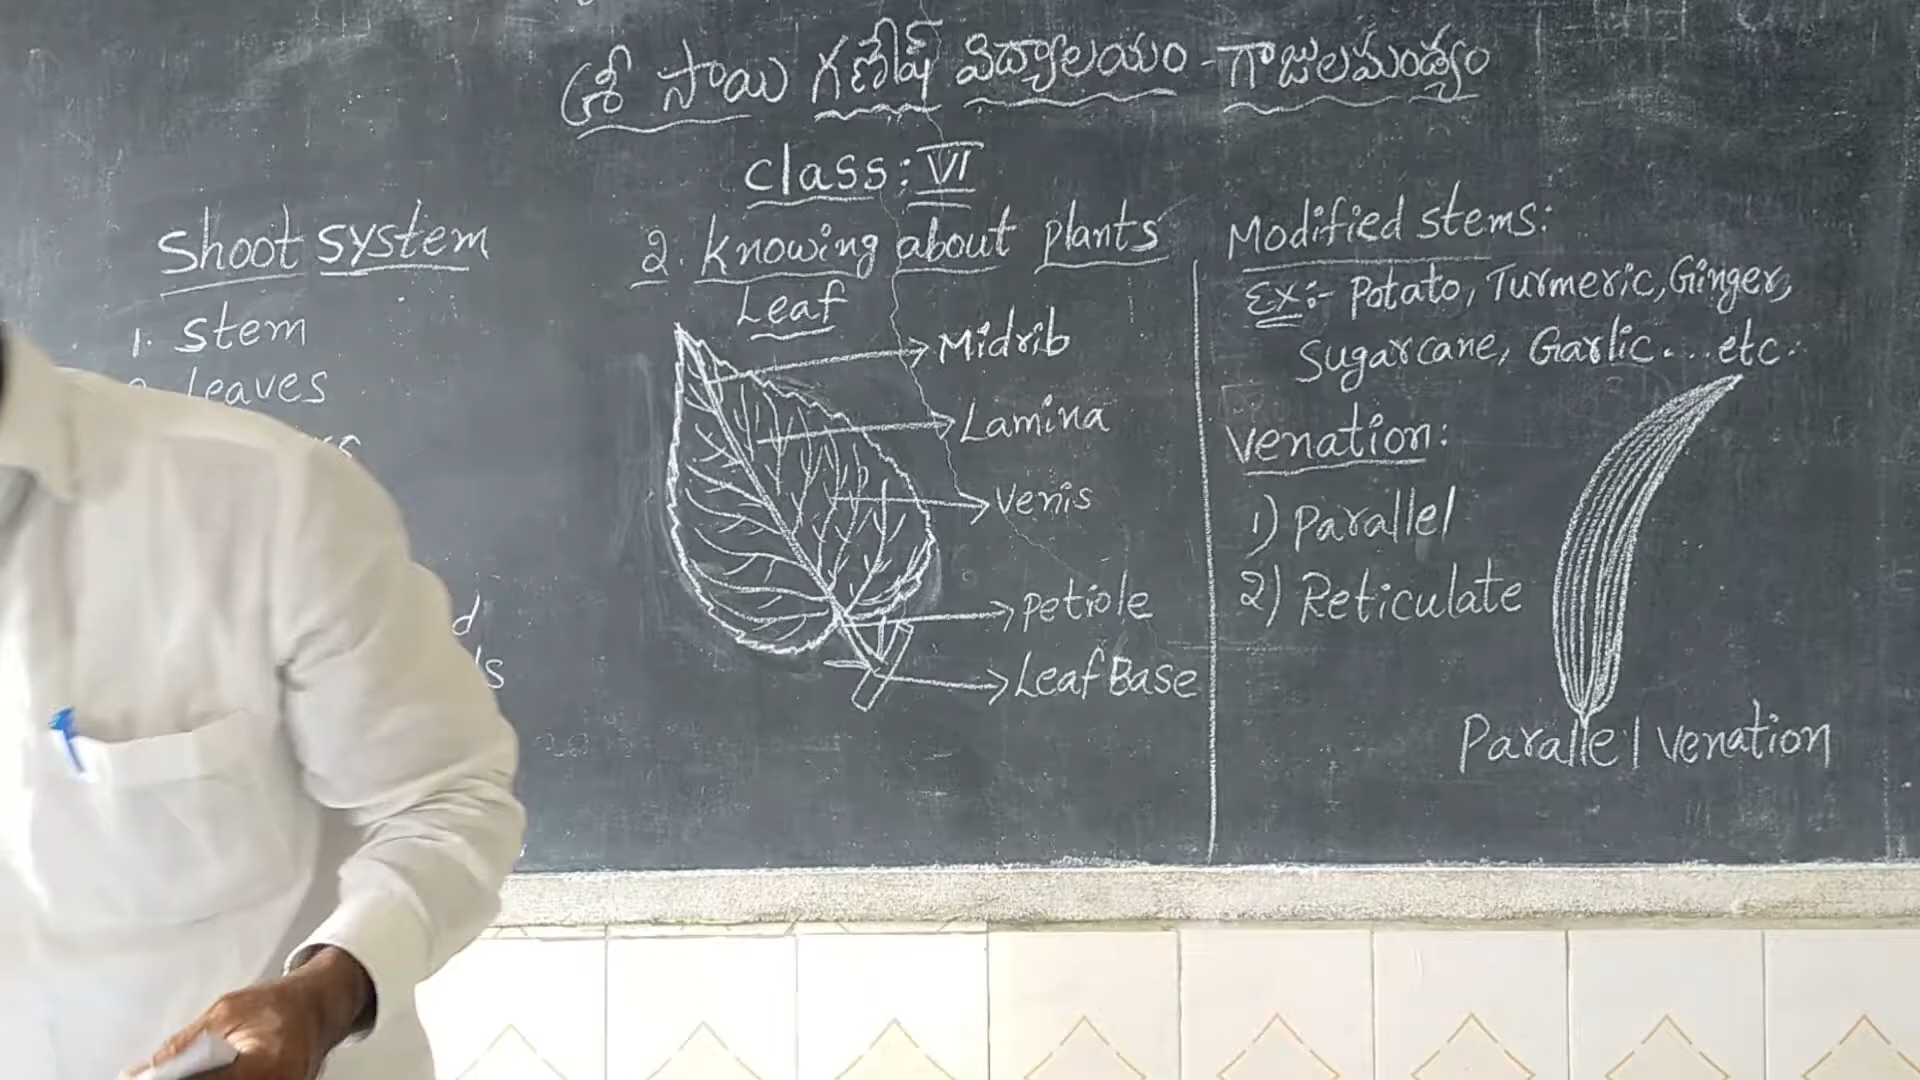 శ్రీ సాయి గణేష్ విద్యాలయం - గాజులమండ్యం
class: VI
2. Knowing about plants
Shoot system
1. Stem
leaves
Leaf
Midrib
Lamina
Venis
Petiole
Leaf Base
Modified stems:
Ex:- Potato, Turmeric, Ginger,
Sugarcane, Garlic....etc.
Venation:
1) Parallel
2) Reticulate
Parallel venation